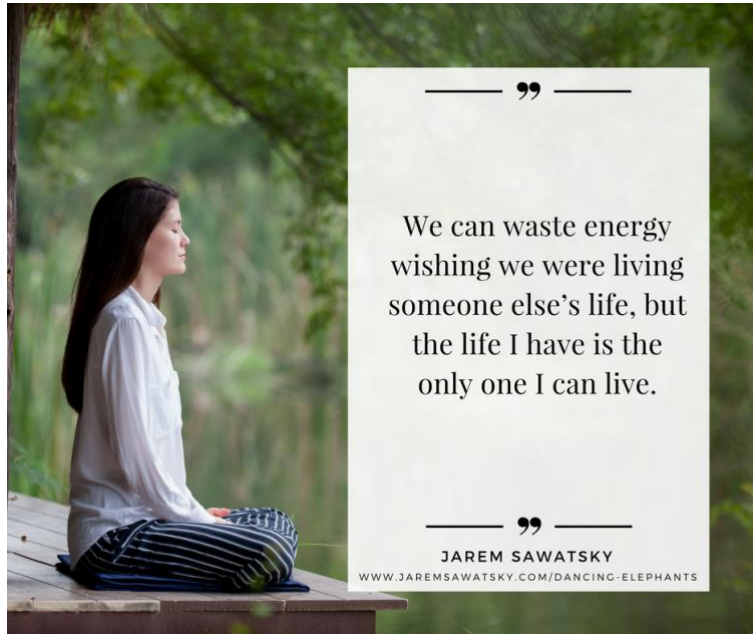 ❟❟
We can waste energy
wishing we were living
someone else’s life, but
the life I have is the
only one I can live.
❟❟
JAREM SAWATSKY
WWW.JAREMSAWATSKY.COM/DANCING-ELEPHANTS